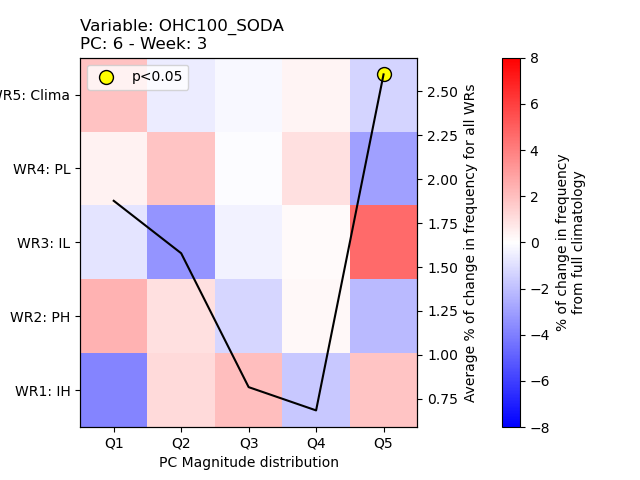 Variable: OHC100_SODA
PC: 6 - Week: 3
p<0.05
WR5: Clima
WR4: PL
WR3: IL
WR2: PH
WR1: IH
Q1 Q2 Q3 Q4 Q5
PC Magnitude distribution
2.50
2.25
2.00
1.75
1.50
1.25
1.00
0.75
Average % of change in frequency for all WRs
8
6
4
2
0
−2
−4
−6
−8
% of change in frequency
from full climatology